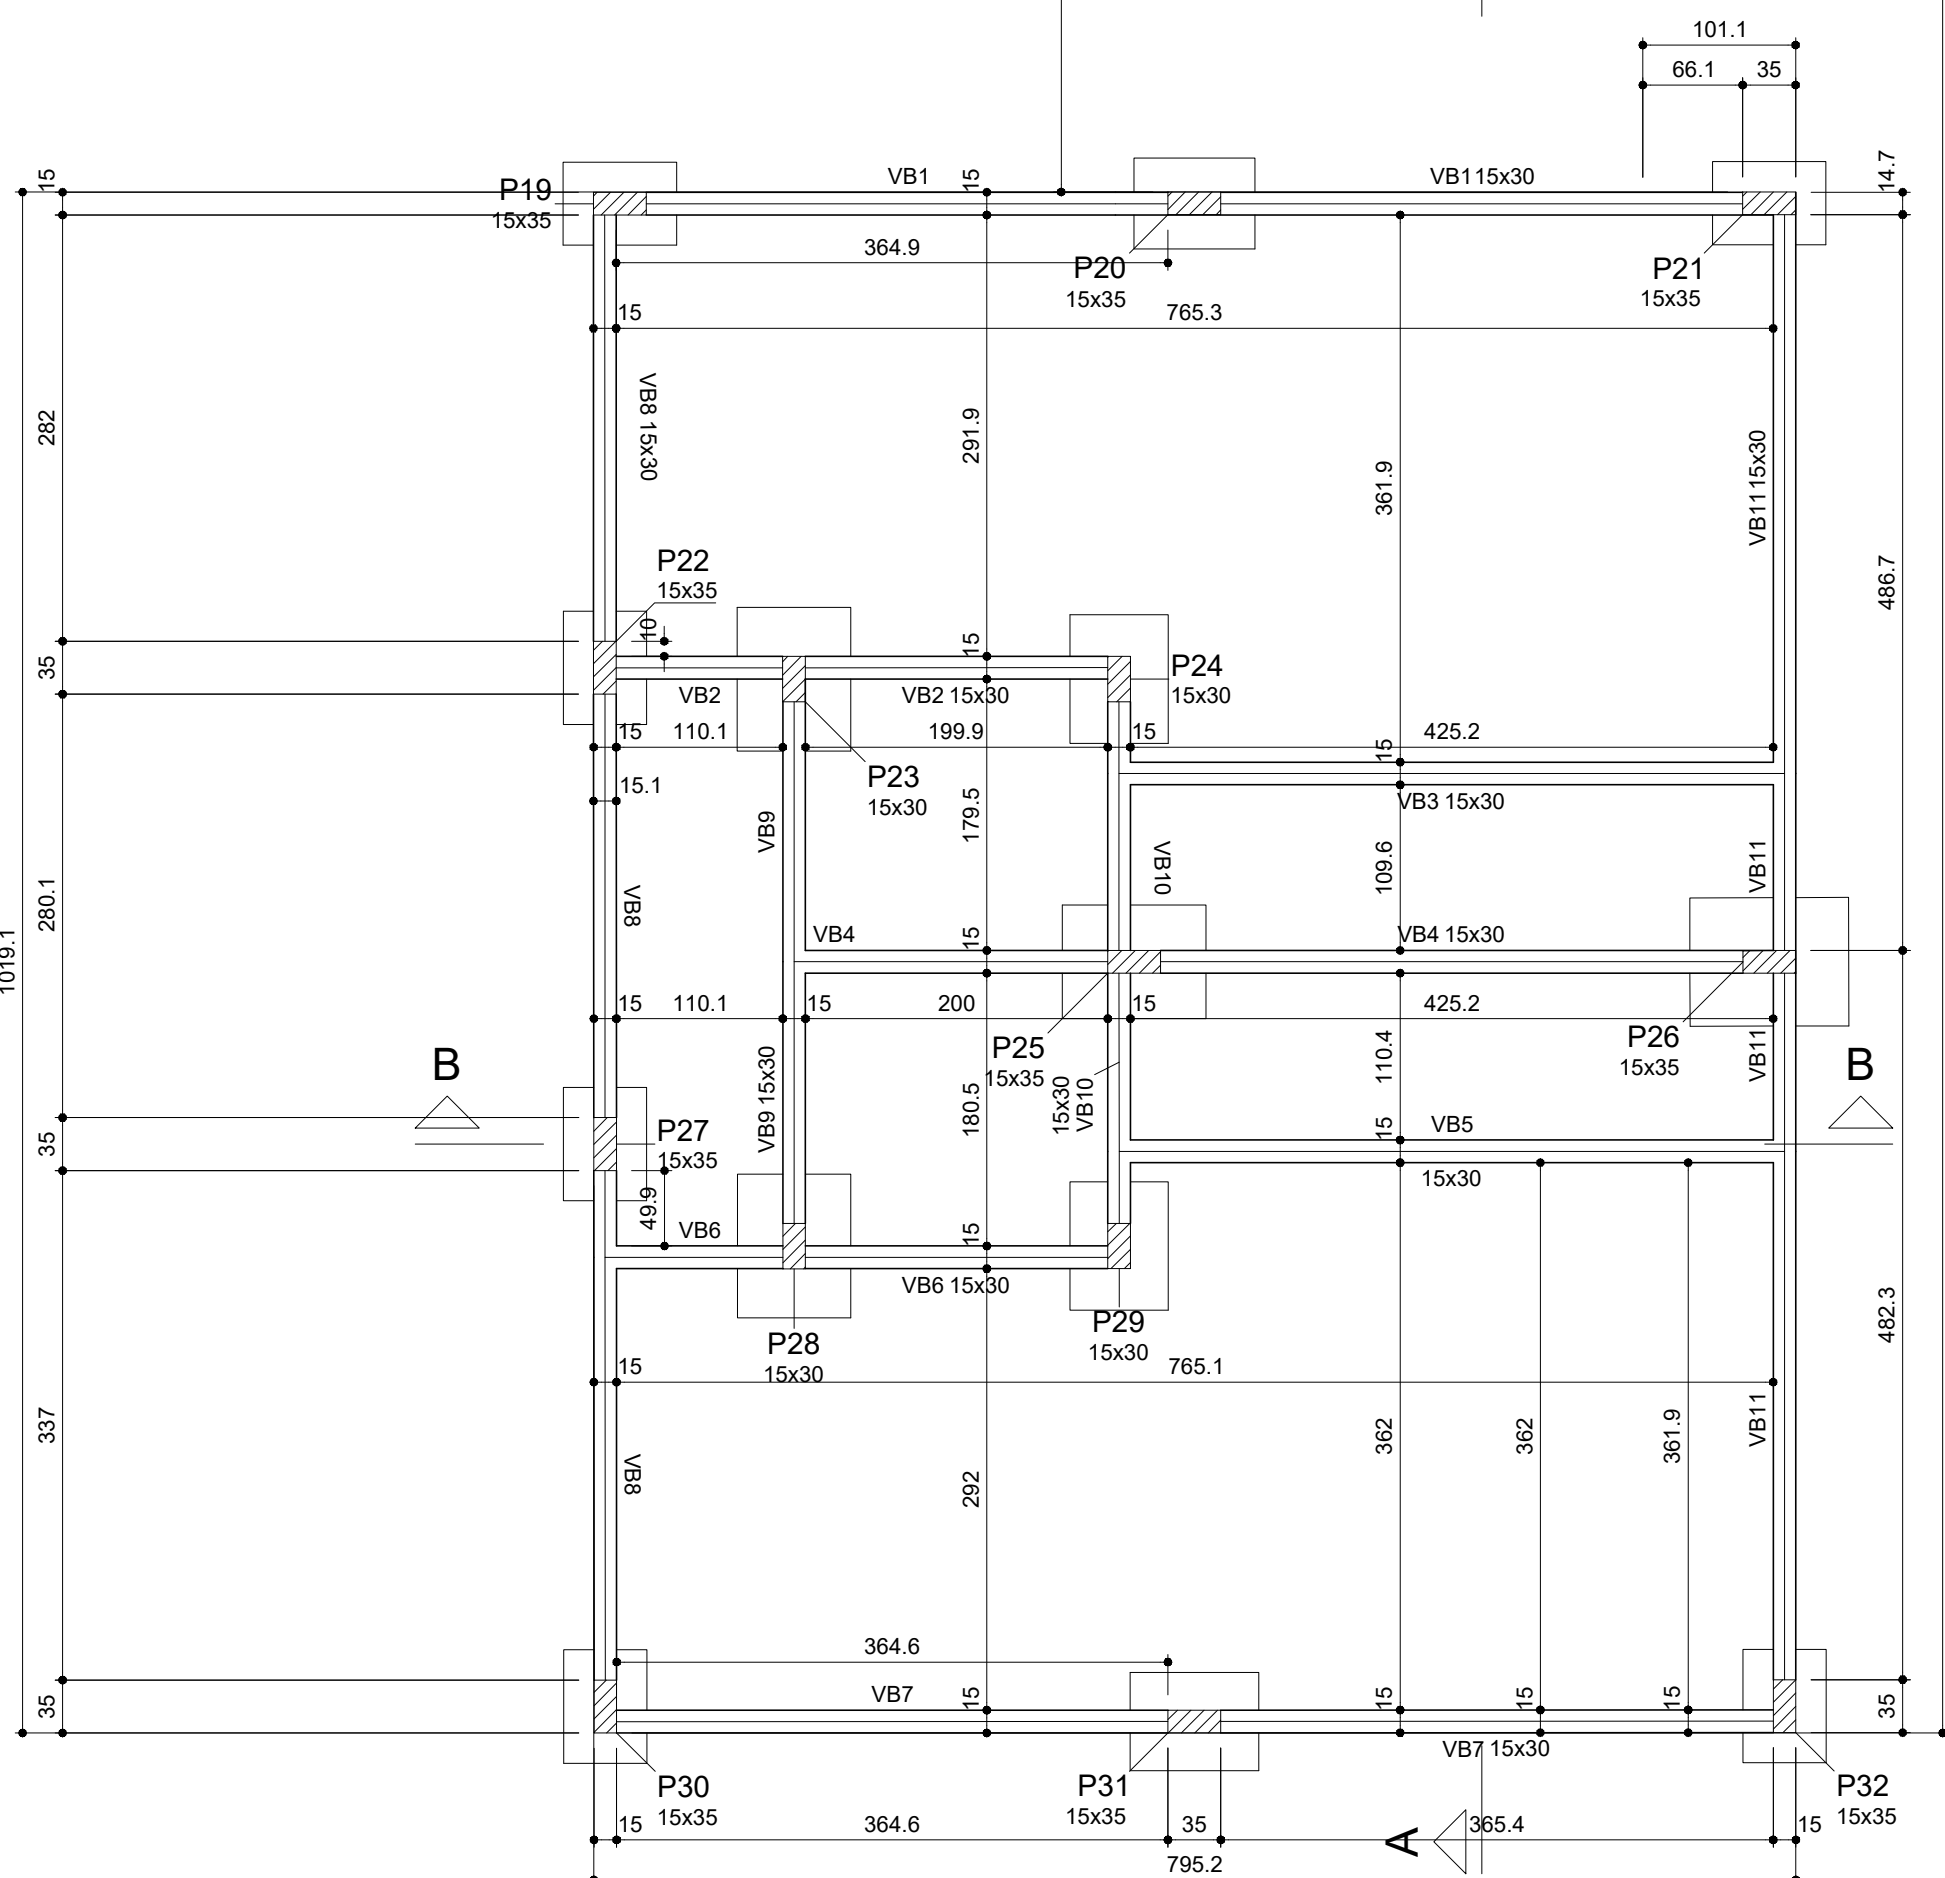 101.1
66.1 35
15
14.7
P19
15x35
VB1
15
VB115x30
364.9
P20
15x35
P21
15x35
15
765.3
282
VB8 15x30
291.9
361.9
VB1115x30
486.7
P22
15x35
10
35
VB2
15
VB2 15x30
P24
15x30
15 110.1 199.9 15 425.2
15
15.1
P23
15x30
VB3 15x30
VB9
179.5
VB10
109.6
VB11
280.1
1019.1
VB8
VB4
15
VB4 15x30
15 110.1 15 200 15 425.2
P25
15x35
P26
15x35
B
B
VB9 15x30
180.5
15x30
VB10
110.4
VB11
35
P27
15x35
15
VB5
15x30
49.9
VB6
15
VB6 15x30
P28
15x30
P29
15x30
482.3
15
765.1
337
VB8
292
362
362
361.9
VB11
364.6
35
VB7
15
15
15
15
35
VB7 15x30
P30
15x35
P31
15x35
P32
15x35
15 364.6 35 365.4 15
A
795.2